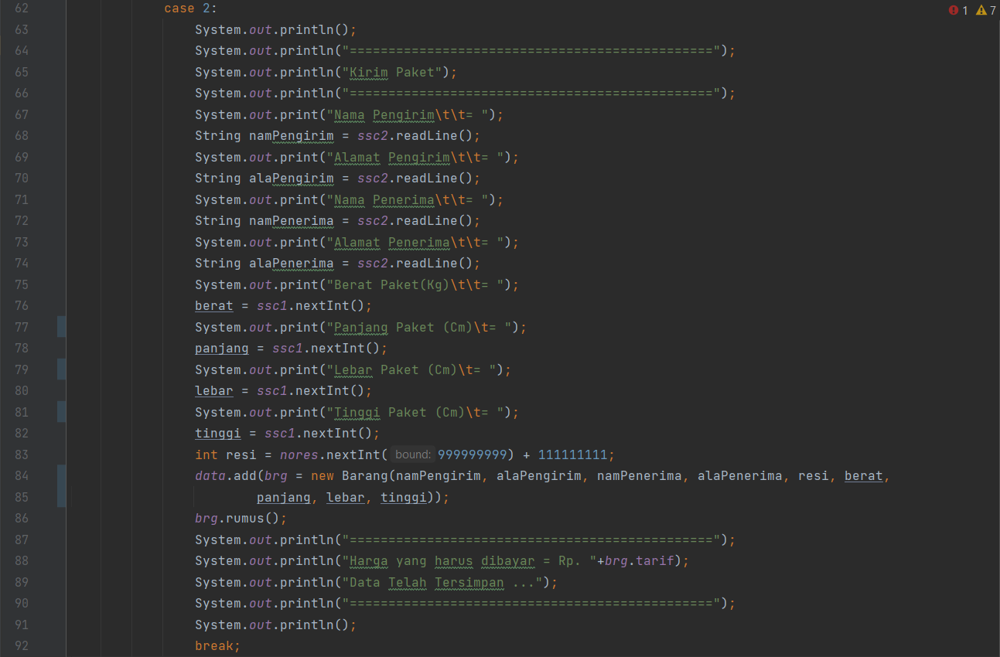 62 case 2: 1 7
63 System.out.println();
64 System.out.println("===============================================");
65 System.out.println("Kirim Paket");
66 System.out.println("===============================================");
67 System.out.print("Nama Pengirim\t\t= ");
68 String namPengirim = ssc2.readLine();
69 System.out.print("Alamat Pengirim\t\t= ");
70 String alaPengirim = ssc2.readLine();
71 System.out.print("Nama Penerima\t\t= ");
72 String namPenerima = ssc2.readLine();
73 System.out.print("Alamat Penerima\t\t= ");
74 String alaPenerima = ssc2.readLine();
75 System.out.print("Berat Paket(Kg)\t\t= ");
76 berat = ssc1.nextInt();
77 System.out.print("Panjang Paket (Cm)\t= ");
78 panjang = ssc1.nextInt();
79 System.out.print("Lebar Paket (Cm)\t= ");
80 lebar = ssc1.nextInt();
81 System.out.print("Tinggi Paket (Cm)\t= ");
82 tinggi = ssc1.nextInt();
83 int resi = nores.nextInt( bound: 999999999) + 111111111;
84 data.add(brg = new Barang(namPengirim, alaPengirim, namPenerima, alaPenerima, resi, berat,
85 panjang, lebar, tinggi));
86 brg.rumus();
87 System.out.println("===============================================");
88 System.out.println("Harga yang harus dibayar = Rp. "+brg.tarif);
89 System.out.println("Data Telah Tersimpan ...");
90 System.out.println("===============================================");
91 System.out.println();
92 break;